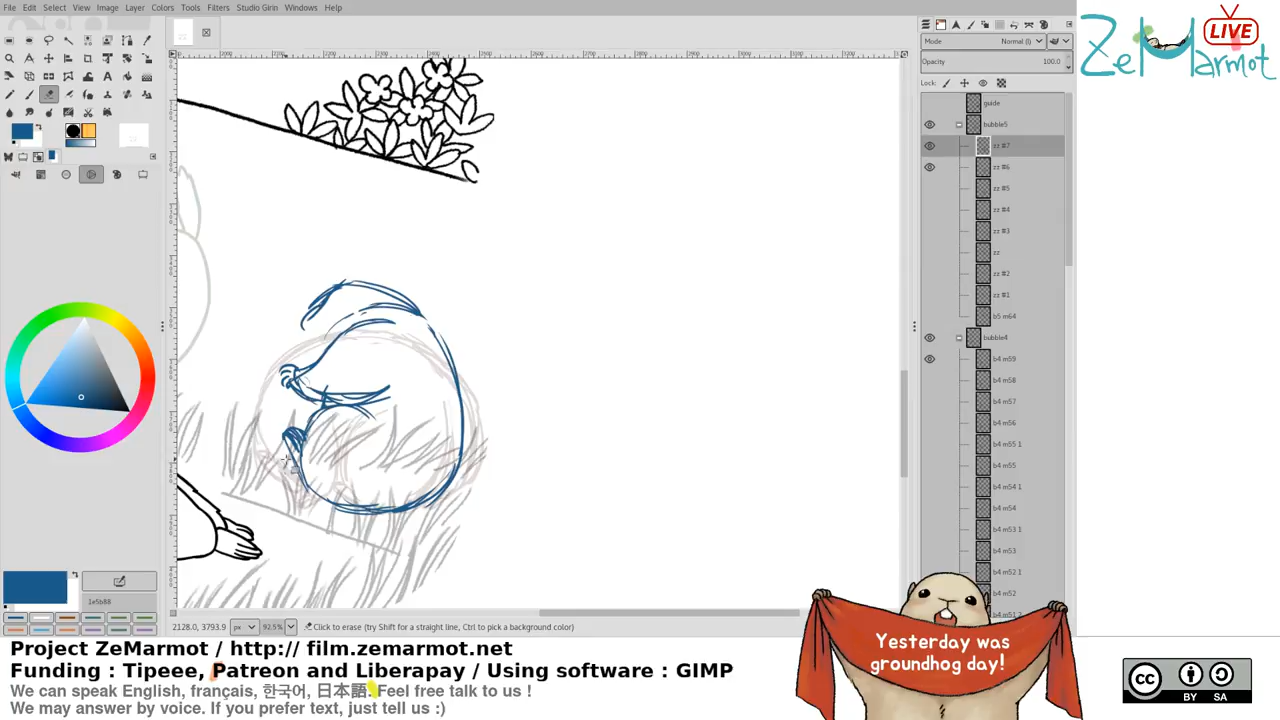 File Edit Select View Image Layer Colors Tools Filters Studio Girin Windows Help
ZeMarmot
LIVE
Mode Normal (l)
Opacity 100.0
Lock:
guide
bubble5
zz #7
zz #6
zz #5
zz #4
zz #3
zz
zz #2
zz #1
b5 m64
bubble4
b4 m59
b4 m58
b4 m57
b4 m56
b4 m55 1
b4 m55
b4 m54 1
b4 m54
b4 m53 1
b4 m53
b4 m52 1
b4 m52
b4 m51 2
1e5b88
2128.0, 3793.9 px 92.5% Click to erase (try Shift for a straight line, Ctrl to pick a background color)
Project ZeMarmot / http:// film.zemarmot.net
Funding : Tipeee, Patreon and Liberapay / Using software : GIMP
We can speak English, français, 한국어, 日本語. Feel free talk to us !
We may answer by voice. If you prefer text, just tell us :)
Yesterday was
groundhog day!
CC BY SA